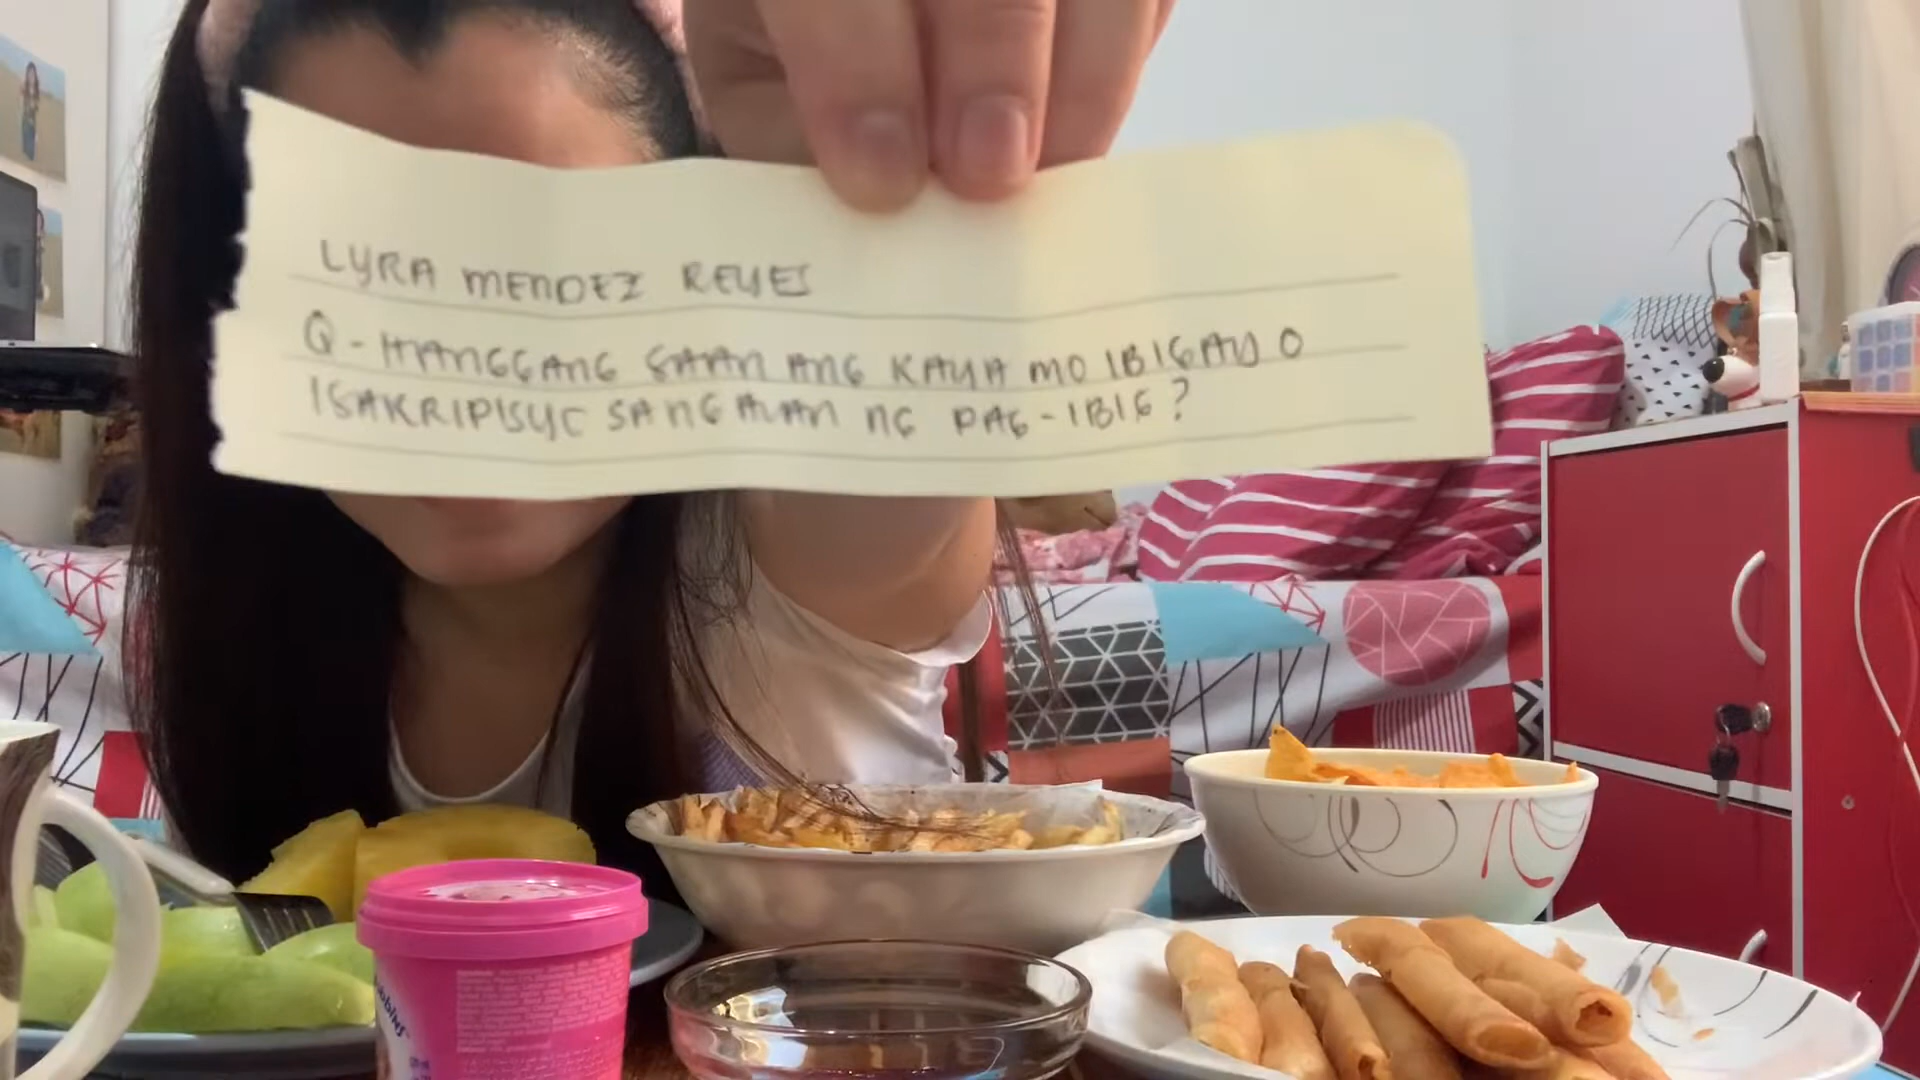 LYRA MENDEZ REYES
Q - HANGGANG SAAN ANG KAYA MO IBIGAY O
ISAKRIPISYO SA NGALAN NG PAG-IBIG?